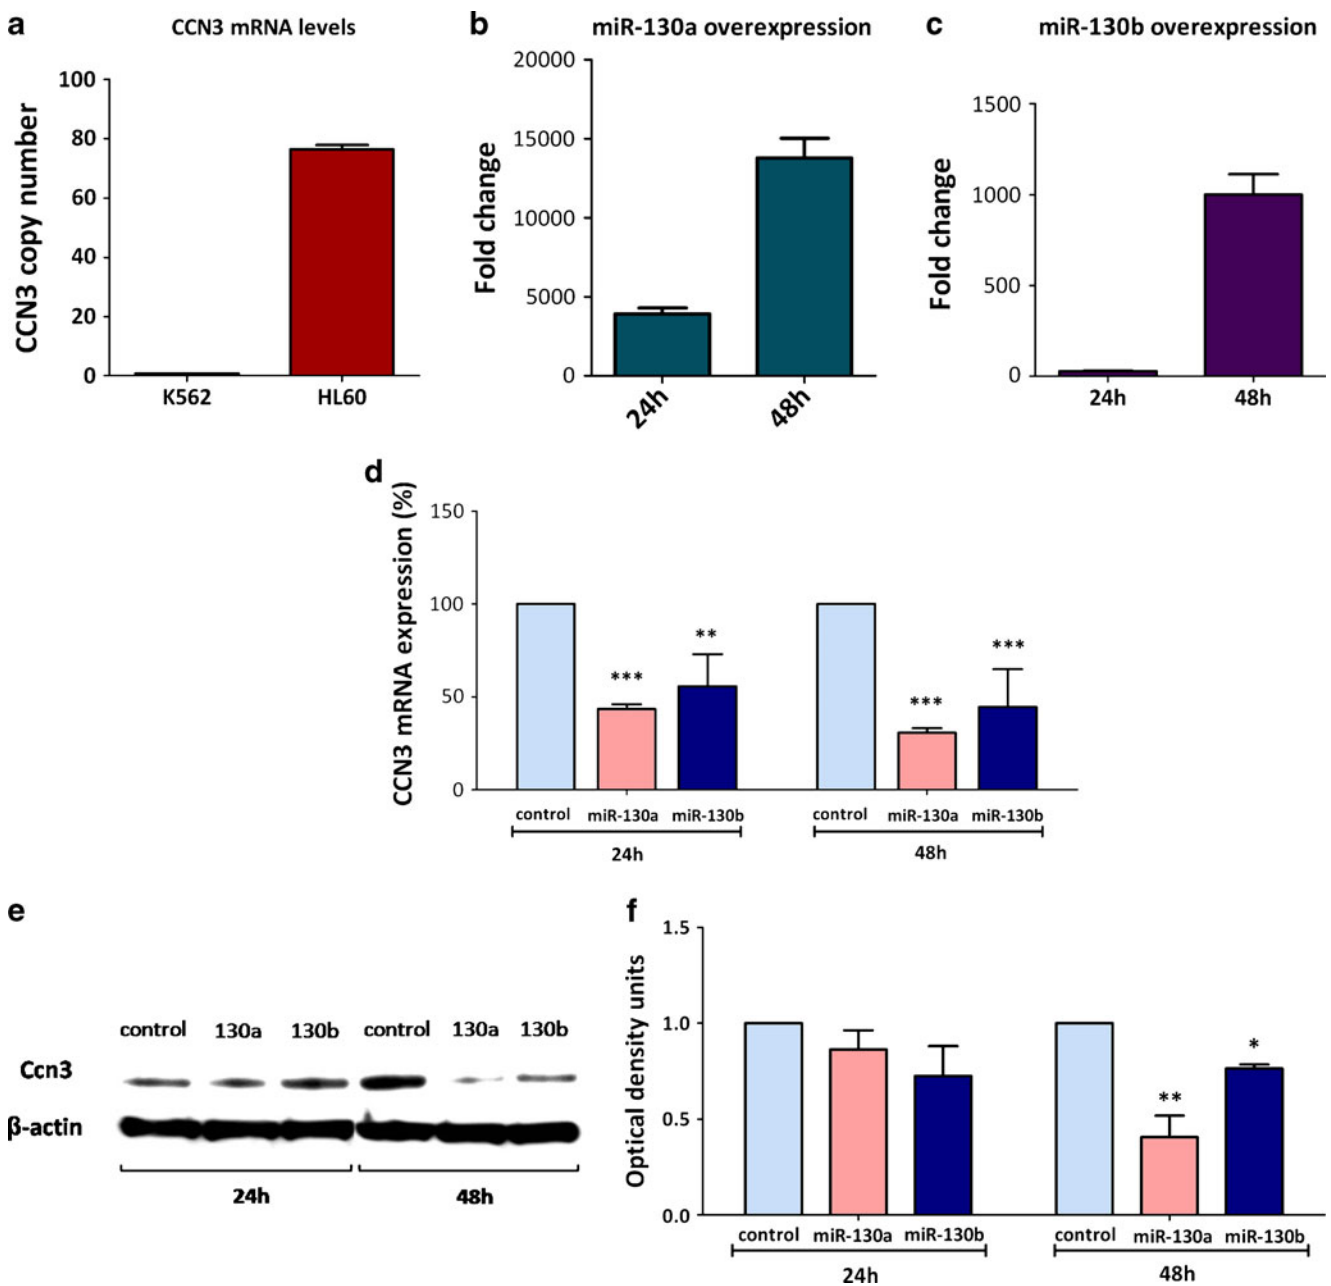 a
CCN3 mRNA levels
CCN3 copy number
100
80
60
40
20
0
K562
HL60
b
miR-130a overexpression
Fold change
20000
15000
10000
5000
0
24h
48h
c
miR-130b overexpression
Fold change
1500
1000
500
0
24h
48h
d
CCN3 mRNA expression (%)
150
100
50
0
***
**
***
***
control miR-130a miR-130b
control miR-130a miR-130b
24h
48h
e
control 130a 130b control 130a 130b
Ccn3
β-actin
24h
48h
f
Optical density units
1.5
1.0
0.5
0.0
**
*
control miR-130a miR-130b
control miR-130a miR-130b
24h
48h